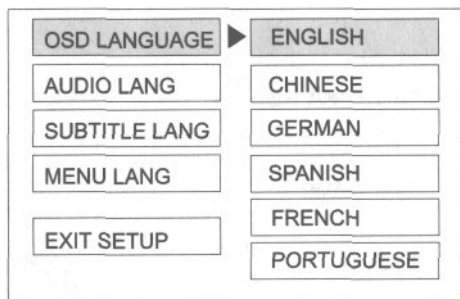 OSD LANGUAGE
AUDIO LANG
SUBTITLE LANG
MENU LANG
EXIT SETUP
ENGLISH
CHINESE
GERMAN
SPANISH
FRENCH
PORTUGUESE